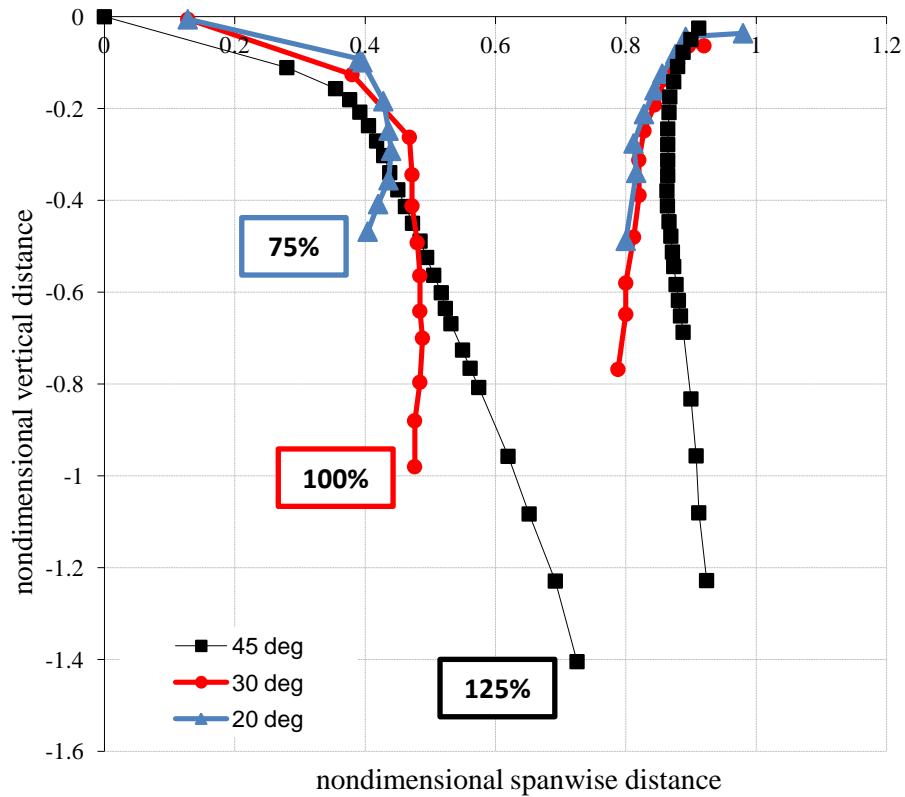 0
0 0.2 0.4 0.6 0.8 1 1.2
-0.2
-0.4
75%
-0.6
-0.8
100%
-1
-1.2
45 deg
30 deg
20 deg
-1.4
125%
-1.6
nondimensional vertical distance
nondimensional spanwise distance